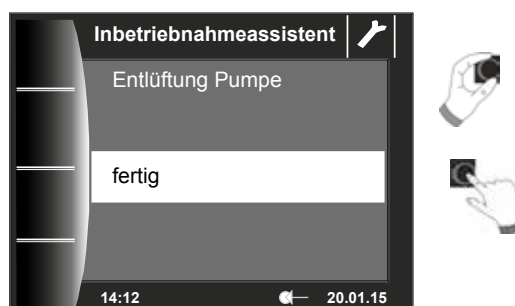 Inbetriebnahmeassistent
Entlüftung Pumpe
fertig
14:12 20.01.15